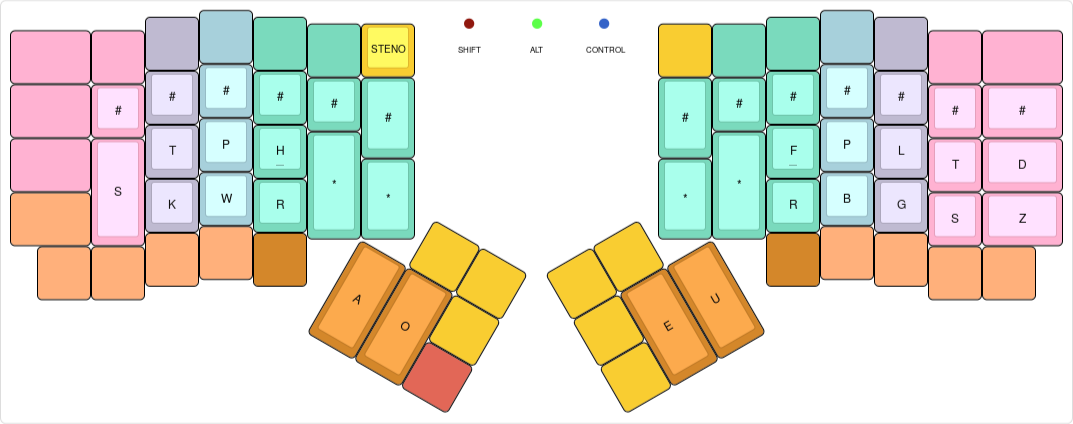 STENO
SHIFT ALT CONTROL
# # # # # #
# # # # # # #
T P H
S * *
K W R
* * F P L T D
R B G S Z
A O E U